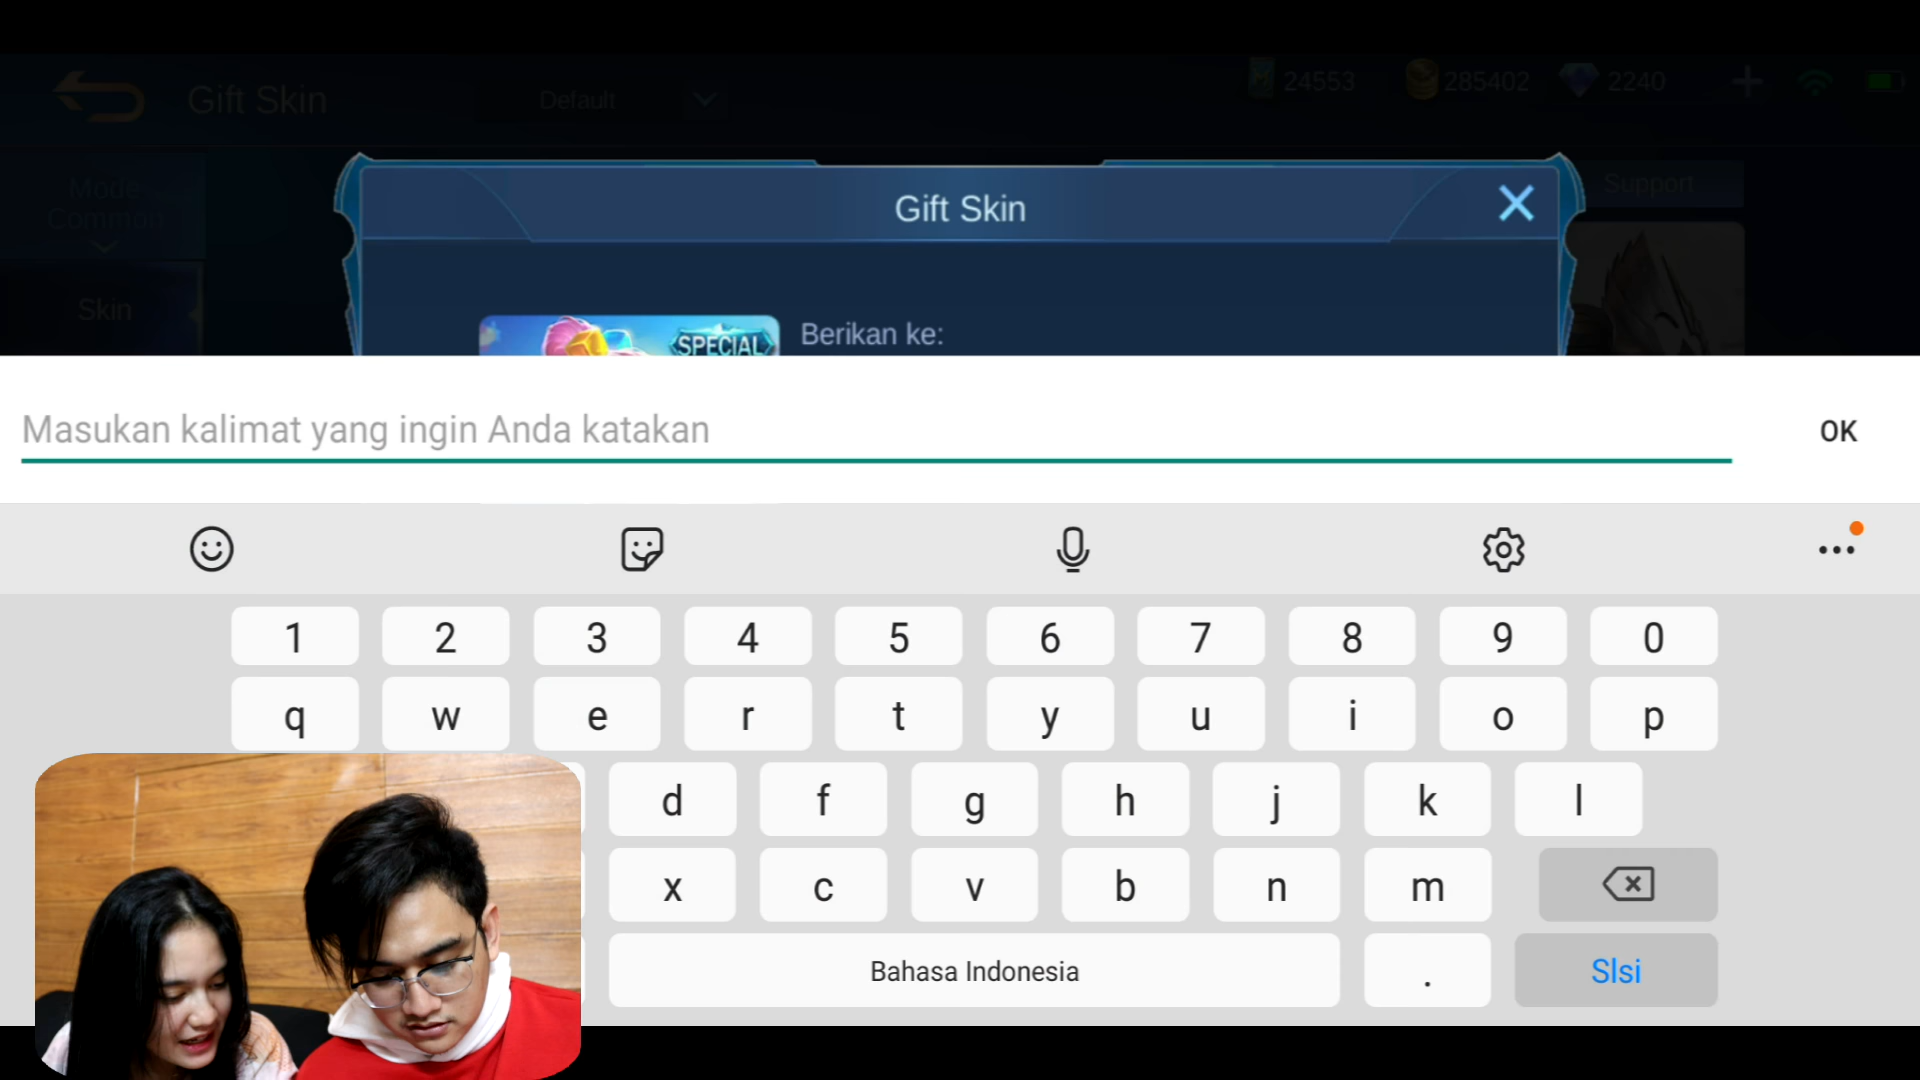 Gift Skin
Default
24553
285402
2240
Mode
Common
Skin
Support
Gift Skin
SPECIAL
Berikan ke:
Masukan kalimat yang ingin Anda katakan
OK
1 2 3 4 5 6 7 8 9 0
q w e r t y u i o p
d f g h j k l
x c v b n m
Bahasa Indonesia . Slsi